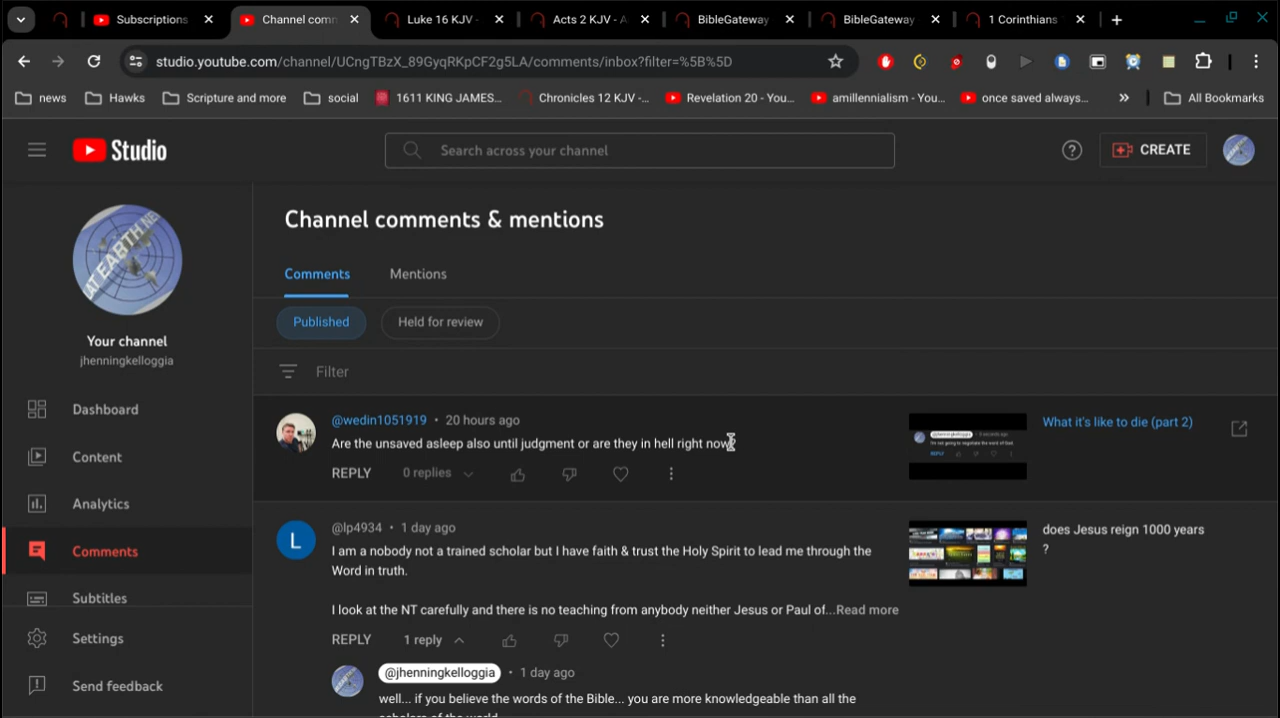 Subscriptions
Channel comm
Luke 16 KJV -
Acts 2 KJV - A
BibleGateway
BibleGateway
1 Corinthians
studio.youtube.com/channel/UCngTBzX_89GyqRKpCF2g5LA/comments/inbox?filter=%5B%5D
news
Hawks
Scripture and more
social
1611 KING JAMES...
Chronicles 12 KJV -...
Revelation 20 - You...
amillennialism - You...
once saved always...
All Bookmarks
Studio
Search across your channel
CREATE
LAT EARTH NE
Your channel
jhenningkelloggia
Dashboard
Content
Analytics
Comments
Subtitles
Settings
Send feedback
Channel comments & mentions
Comments
Mentions
Published
Held for review
Filter
@wedin1051919 • 20 hours ago
Are the unsaved asleep also until judgment or are they in hell right now
REPLY
0 replies
What it's like to die (part 2)
L
@lp4934 • 1 day ago
I am a nobody not a trained scholar but I have faith & trust the Holy Spirit to lead me through the
Word in truth.
I look at the NT carefully and there is no teaching from anybody neither Jesus or Paul of...Read more
REPLY
1 reply
does Jesus reign 1000 years
?
@jhenningkelloggia • 1 day ago
well... if you believe the words of the Bible... you are more knowledgeable than all the
scholars of the world